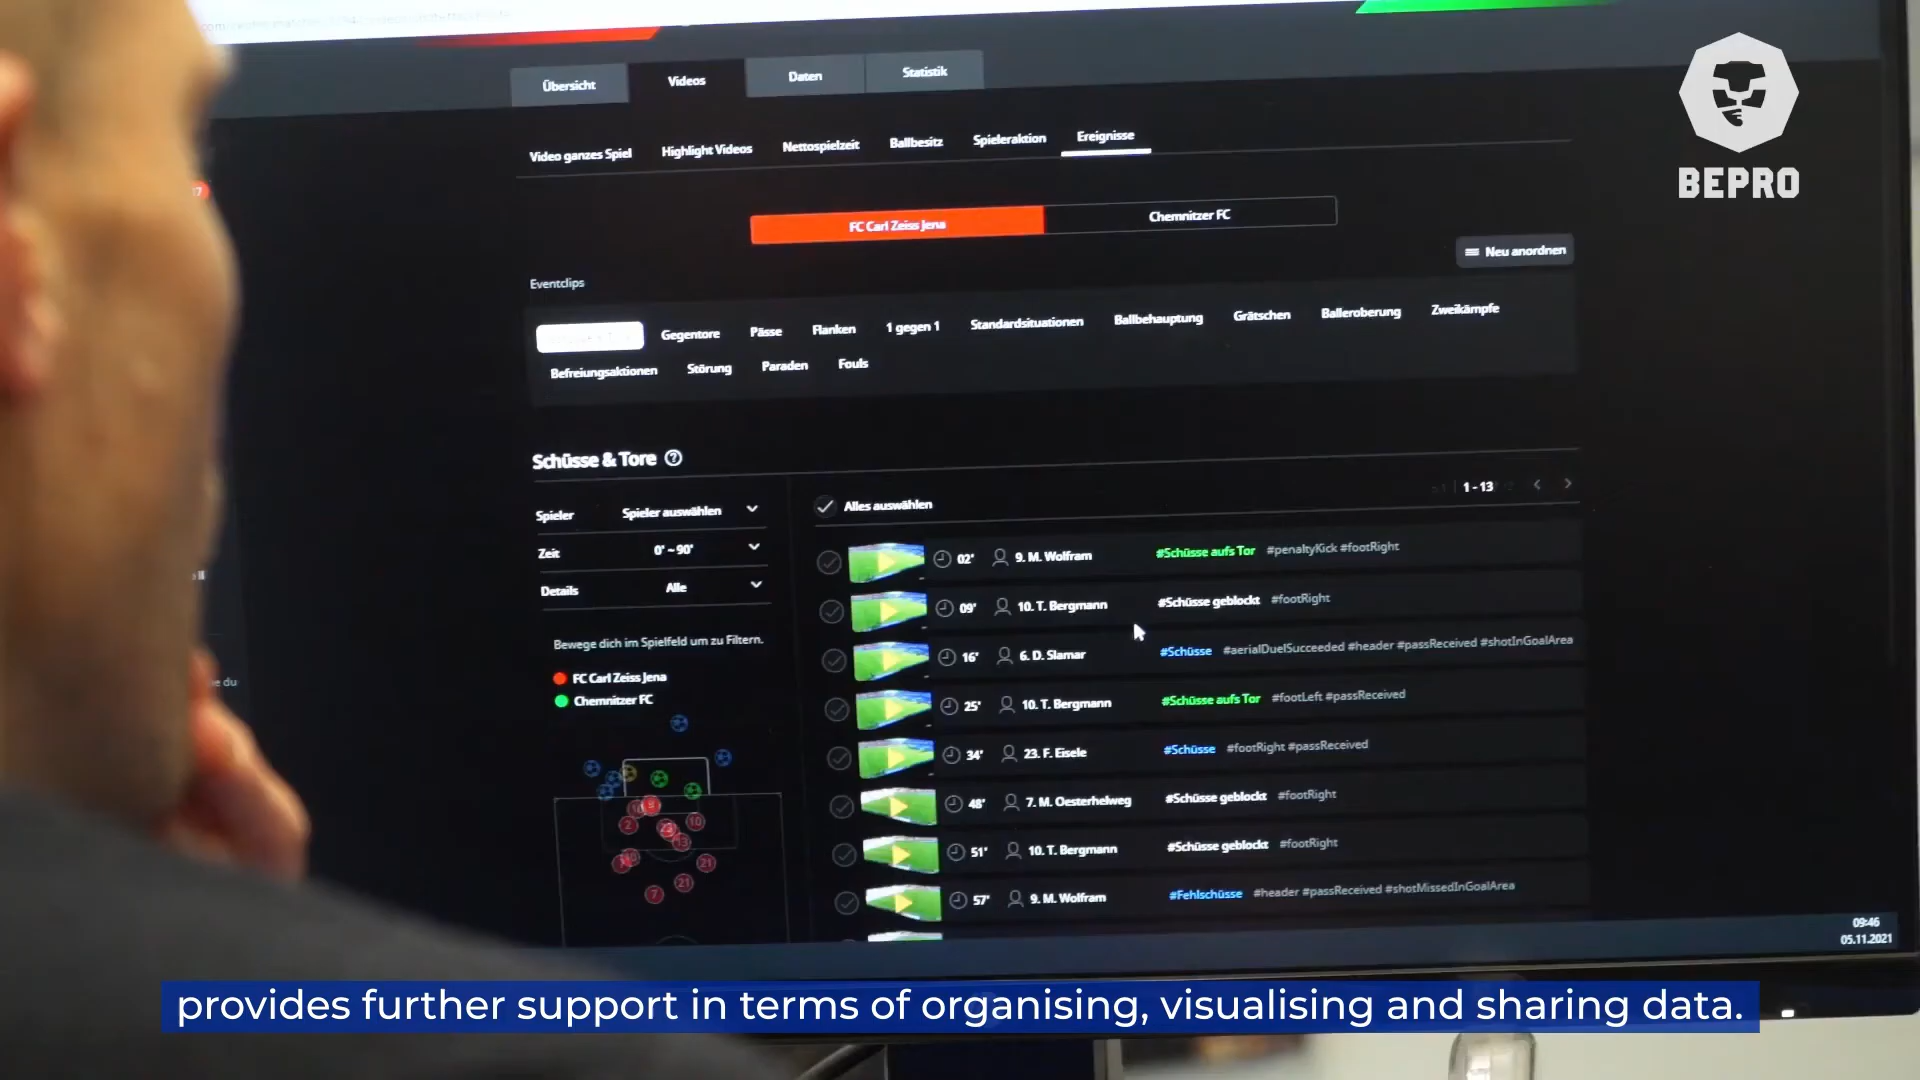 Übersicht
Videos
Daten
Statistik
BEPRO
Video ganzes Spiel
Highlight Videos
Nettospielzeit
Ballbesitz
Spieleraktion
Ereignisse
FC Carl Zeiss Jena
Chemnitzer FC
Neu anordnen
Eventclips
Gegentore
Pässe
Flanken
1 gegen 1
Standardsituationen
Ballbehauptung
Grätschen
Balleroberung
Zweikämpfe
Befreiungsaktionen
Störung
Paraden
Fouls
Schüsse & Tore ?
1 - 13
Spieler
Spieler auswählen
Zeit
0' ~ 90'
Details
Alle
Bewege dich im Spielfeld um zu Filtern.
FC Carl Zeiss Jena
Chemnitzer FC
Alles auswählen
02' 9. M. Wolfram #Schüsse aufs Tor #penaltyKick #footRight
09' 10. T. Bergmann #Schüsse geblockt #footRight
16' 6. D. Slamar #Schüsse #aerialDuelSucceeded #header #passReceived #shotInGoalArea
25' 10. T. Bergmann #Schüsse aufs Tor #footLeft #passReceived
34' 23. F. Eisele #Schüsse #footRight #passReceived
48' 7. M. Oesterhelweg #Schüsse geblockt #footRight
51' 10. T. Bergmann #Schüsse geblockt #footRight
57' 9. M. Wolfram #Fehlschüsse #header #passReceived #shotMissedInGoalArea
8
2
10
13
21
21
7
09:46
05.11.2021
provides further support in terms of organising, visualising and sharing data.